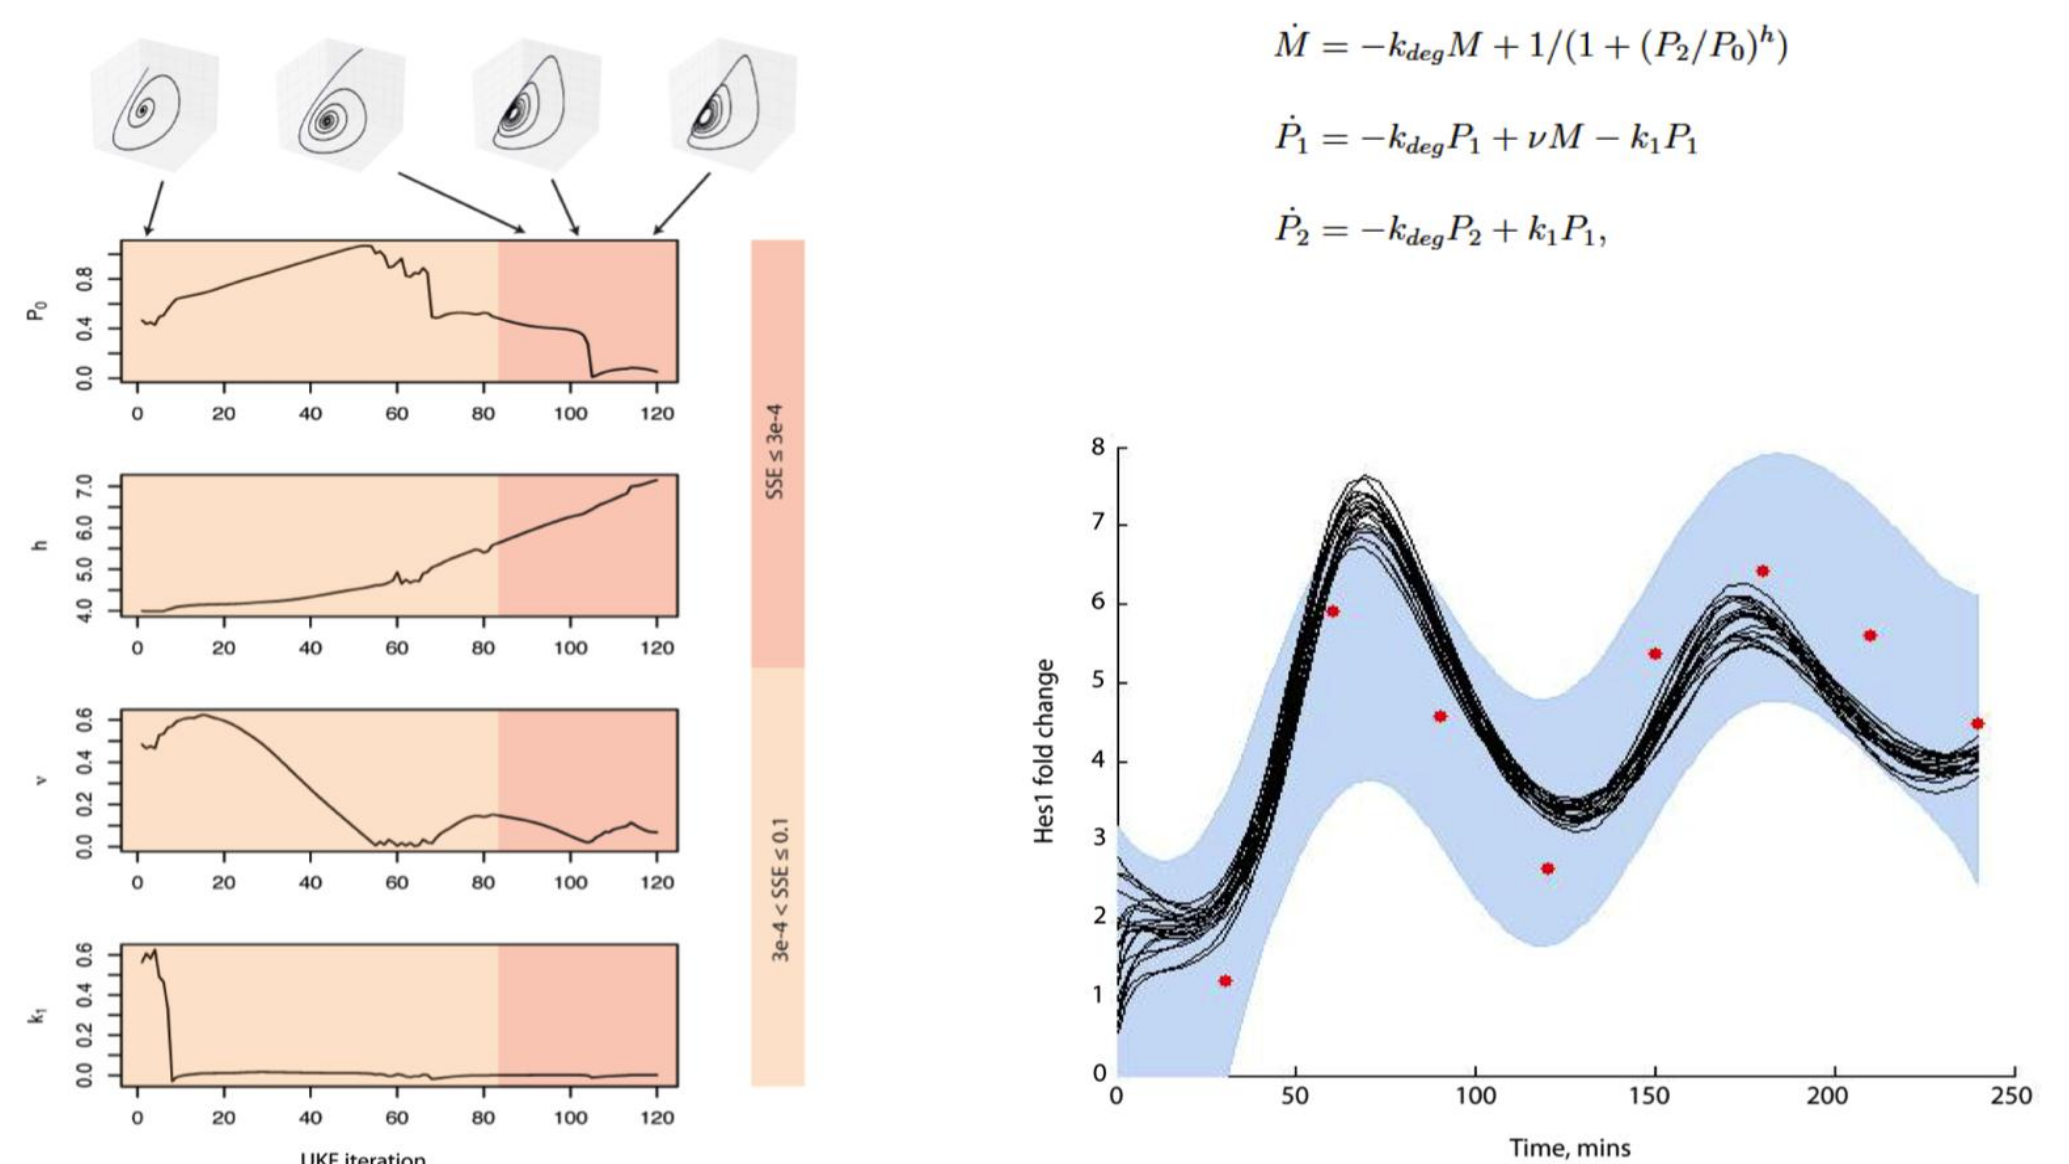 Ṁ = −k_deg M + 1/(1 + (P₂/P₀)^h)
Ṗ₁ = −k_deg P₁ + νM − k₁P₁
Ṗ₂ = −k_deg P₂ + k₁P₁,
P₀
0.8
0.4
0.0
0 20 40 60 80 100 120
h
7.0
6.0
5.0
4.0
0 20 40 60 80 100 120
ν
0.6
0.4
0.2
0.0
0 20 40 60 80 100 120
k₁
0.6
0.4
0.2
0.0
0 20 40 60 80 100 120
UKF iteration
SSE ≤ 3e-4
3e-4 < SSE ≤ 0.1
Hes1 fold change
8
7
6
5
4
3
2
1
0
0 50 100 150 200 250
Time, mins